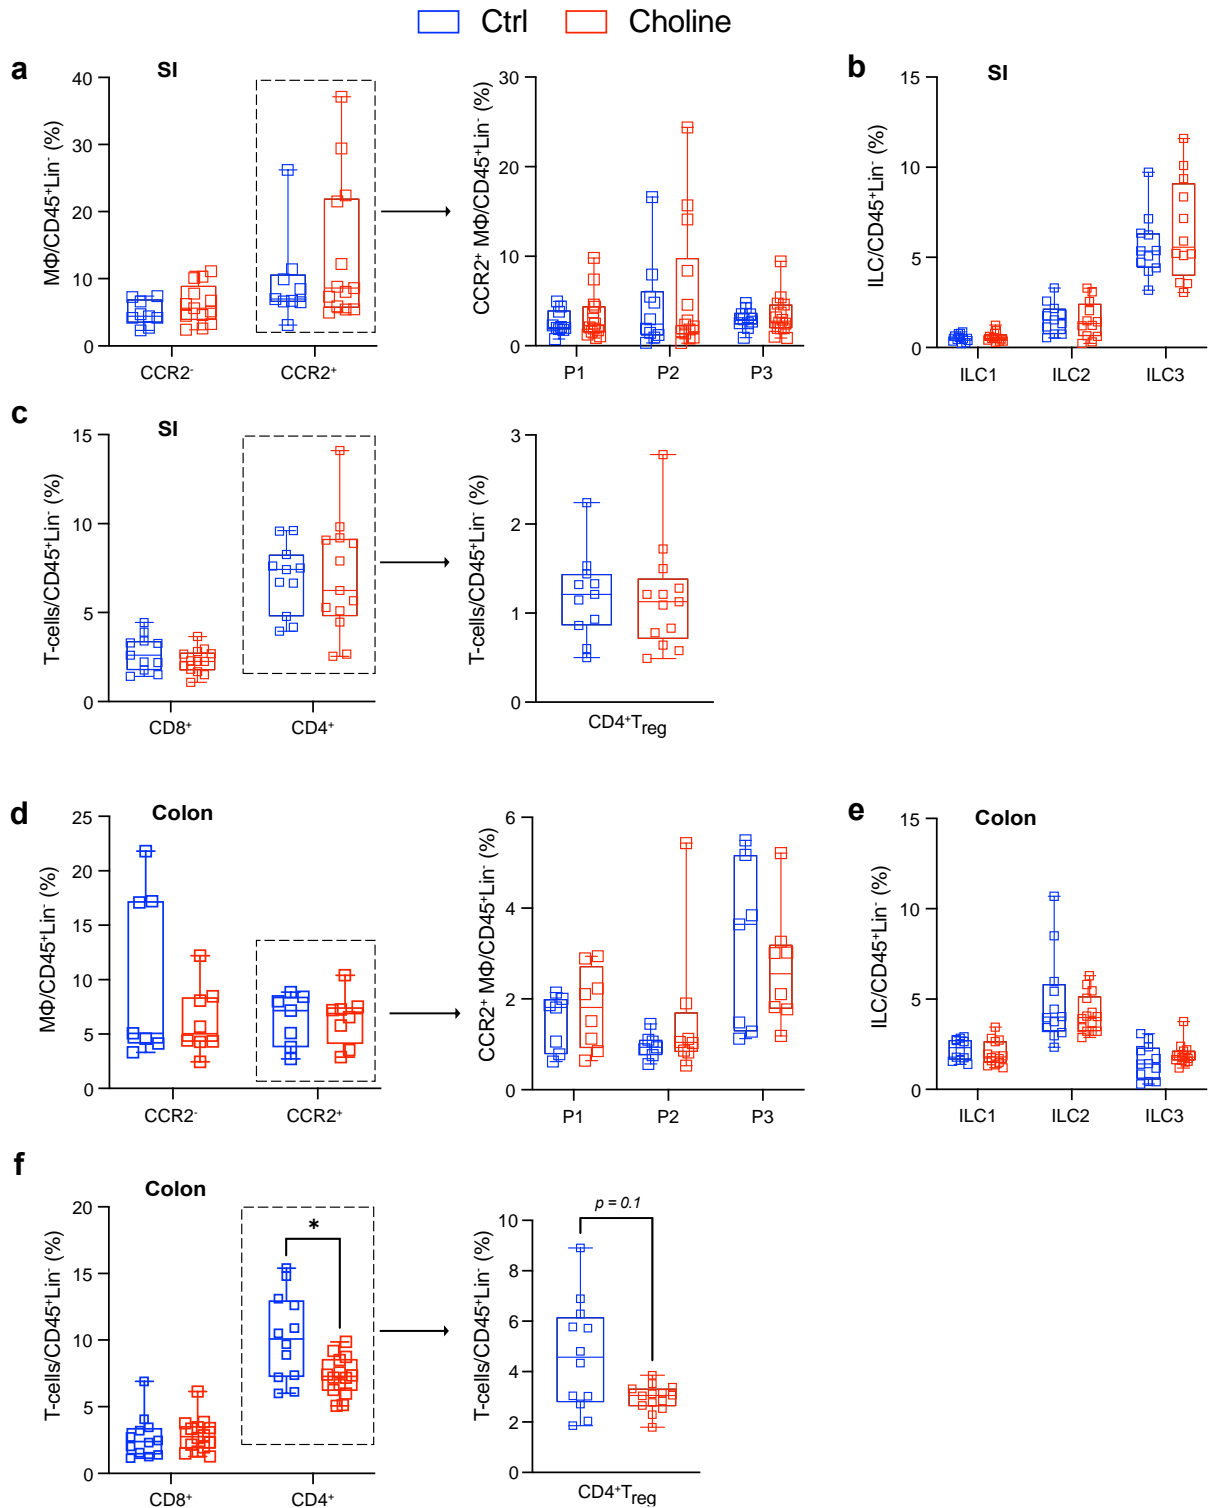 Ctrl Choline
a
SI
MΦ/CD45⁺Lin⁻ (%)
40
30
20
10
0
CCR2⁻ CCR2⁺
CCR2⁺ MΦ/CD45⁺Lin⁻ (%)
30
20
10
0
P1 P2 P3
b
SI
ILC/CD45⁺Lin⁻ (%)
15
10
5
0
ILC1 ILC2 ILC3
c
SI
T-cells/CD45⁺Lin⁻ (%)
15
10
5
0
CD8⁺ CD4⁺
T-cells/CD45⁺Lin⁻ (%)
3
2
1
0
CD4⁺Treg
d
Colon
MΦ/CD45⁺Lin⁻ (%)
25
20
15
10
5
0
CCR2⁻ CCR2⁺
CCR2⁺ MΦ/CD45⁺Lin⁻ (%)
6
4
2
0
P1 P2 P3
e
Colon
ILC/CD45⁺Lin⁻ (%)
15
10
5
0
ILC1 ILC2 ILC3
f
Colon
T-cells/CD45⁺Lin⁻ (%)
20
15
10
5
0
*
CD8⁺ CD4⁺
T-cells/CD45⁺Lin⁻ (%)
p = 0.1
10
8
6
4
2
0
CD4⁺Treg